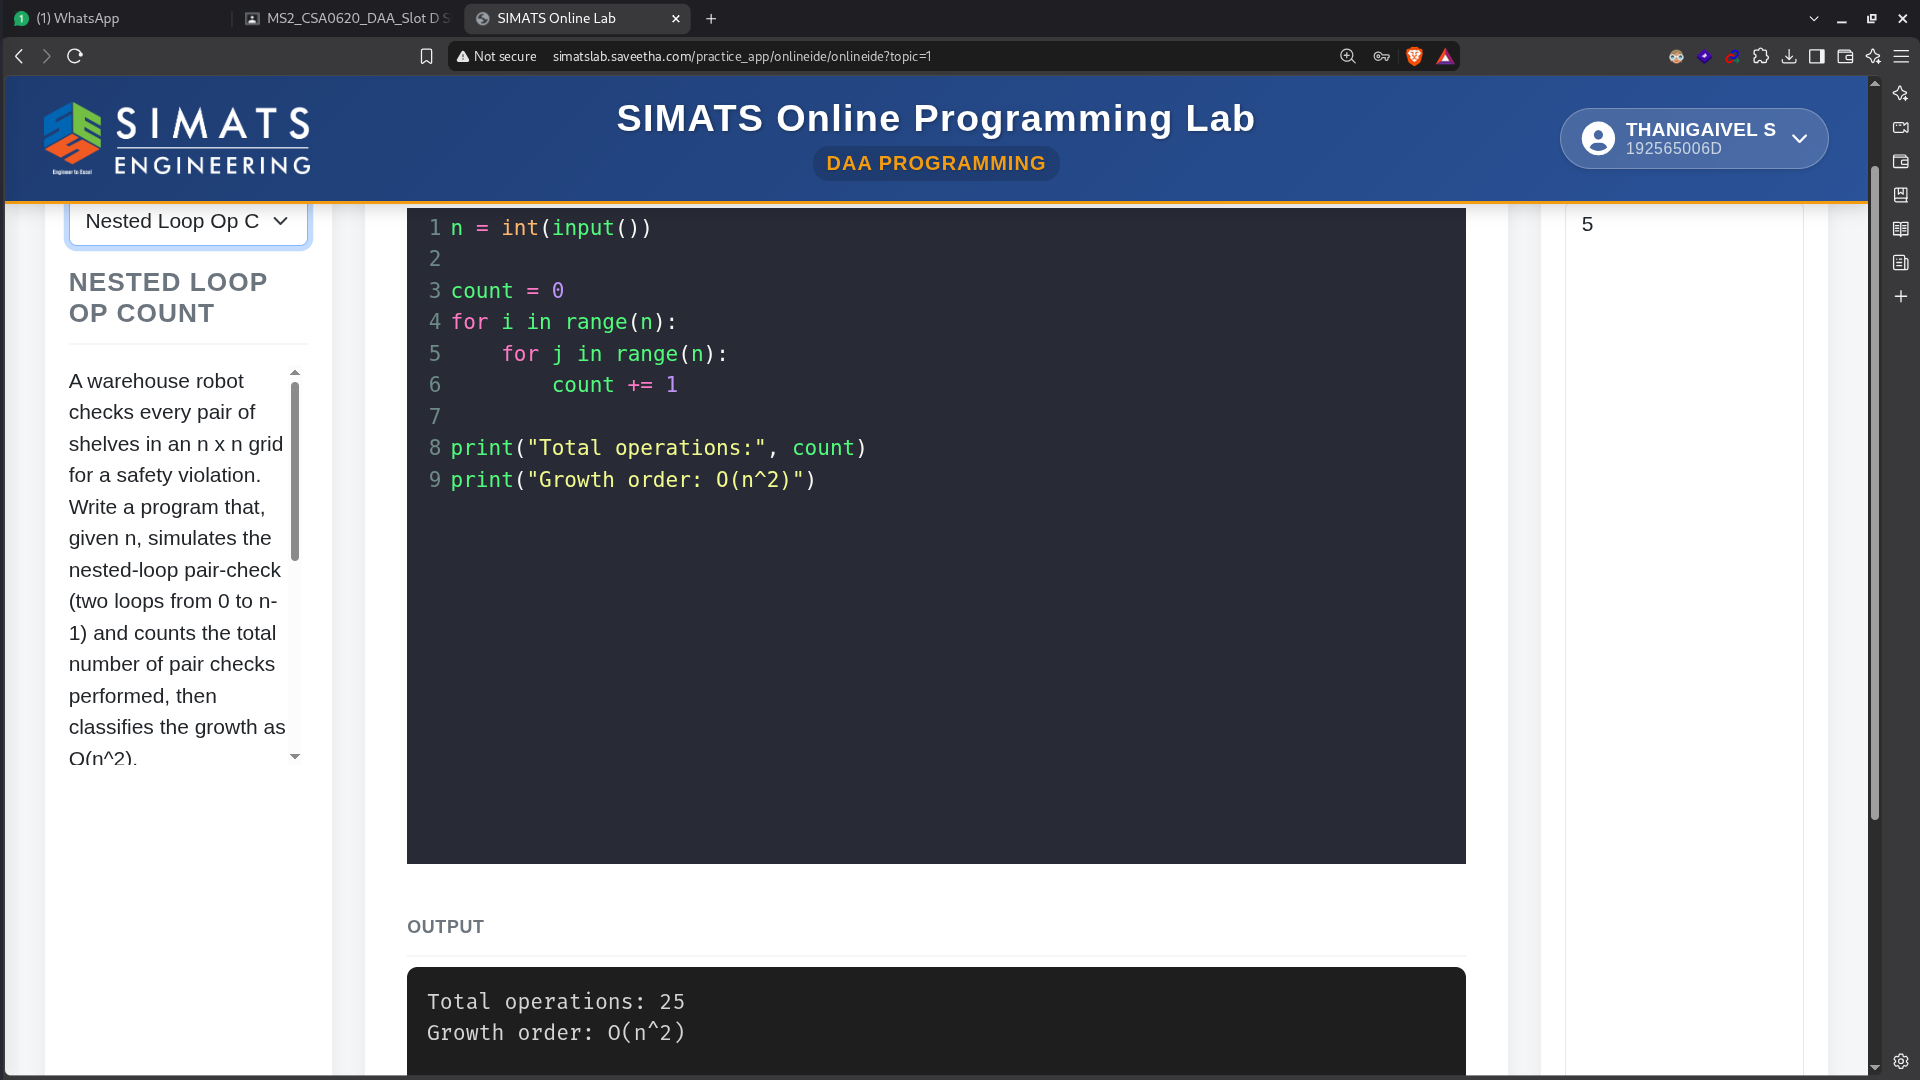 (1) WhatsApp
MS2_CSA0620_DAA_Slot D S
SIMATS Online Lab
Not secure simatslab.saveetha.com/practice_app/onlineide/onlineide?topic=1
SIMATS
ENGINEERING
Engineer to Excel
SIMATS Online Programming Lab
DAA PROGRAMMING
THANIGAIVEL S
192565006D
Nested Loop Op C
NESTED LOOP
OP COUNT
A warehouse robot
checks every pair of
shelves in an n x n grid
for a safety violation.
Write a program that,
given n, simulates the
nested-loop pair-check
(two loops from 0 to n-
1) and counts the total
number of pair checks
performed, then
classifies the growth as
O(n^2).
1 n = int(input())
2
3 count = 0
4 for i in range(n):
5     for j in range(n):
6         count += 1
7
8 print("Total operations:", count)
9 print("Growth order: O(n^2)")
OUTPUT
Total operations: 25
Growth order: O(n^2)
5